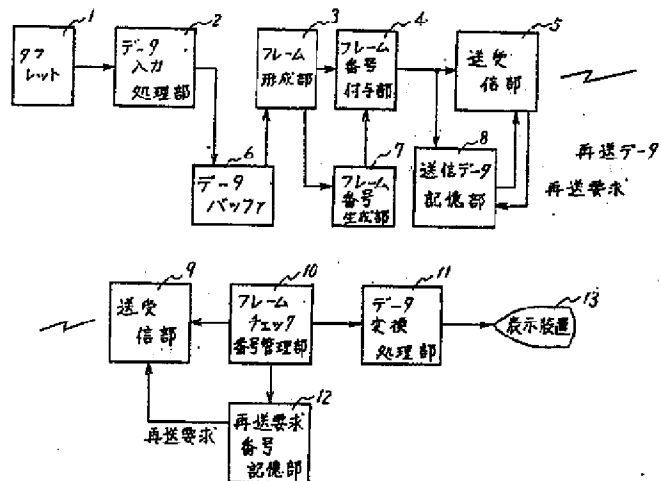 1
タブ
レット
2
データ
入力
処理部
3
フレーム
形成部
4
フレーム
番号
付与部
5
送受
信部
6
データ
バッファ
7
フレーム
番号
生成部
8
送信データ
記憶部
再送データ
再送要求
9
送受
信部
10
フレーム
チェック
番号管理部
11
データ
変換
処理部
13
表示装置
12
再送要求
番号
記憶部
再送要求